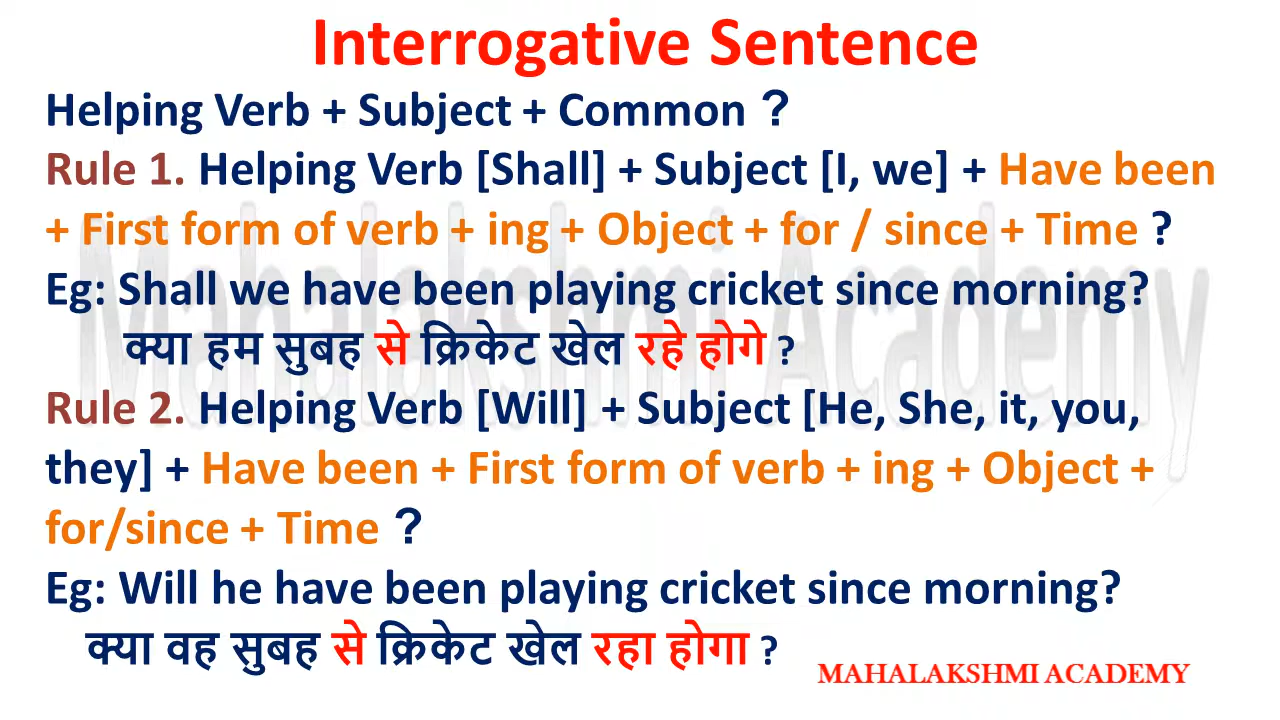 Interrogative Sentence
Helping Verb + Subject + Common ?
Rule 1. Helping Verb [Shall] + Subject [I, we] + Have been
+ First form of verb + ing + Object + for / since + Time ?
Eg: Shall we have been playing cricket since morning?
क्या हम सुबह से क्रिकेट खेल रहे होगे ?
Rule 2. Helping Verb [Will] + Subject [He, She, it, you,
they] + Have been + First form of verb + ing + Object +
for/since + Time ?
Eg: Will he have been playing cricket since morning?
क्या वह सुबह से क्रिकेट खेल रहा होगा ?
MAHALAKSHMI ACADEMY
Mahalakshmi Academy